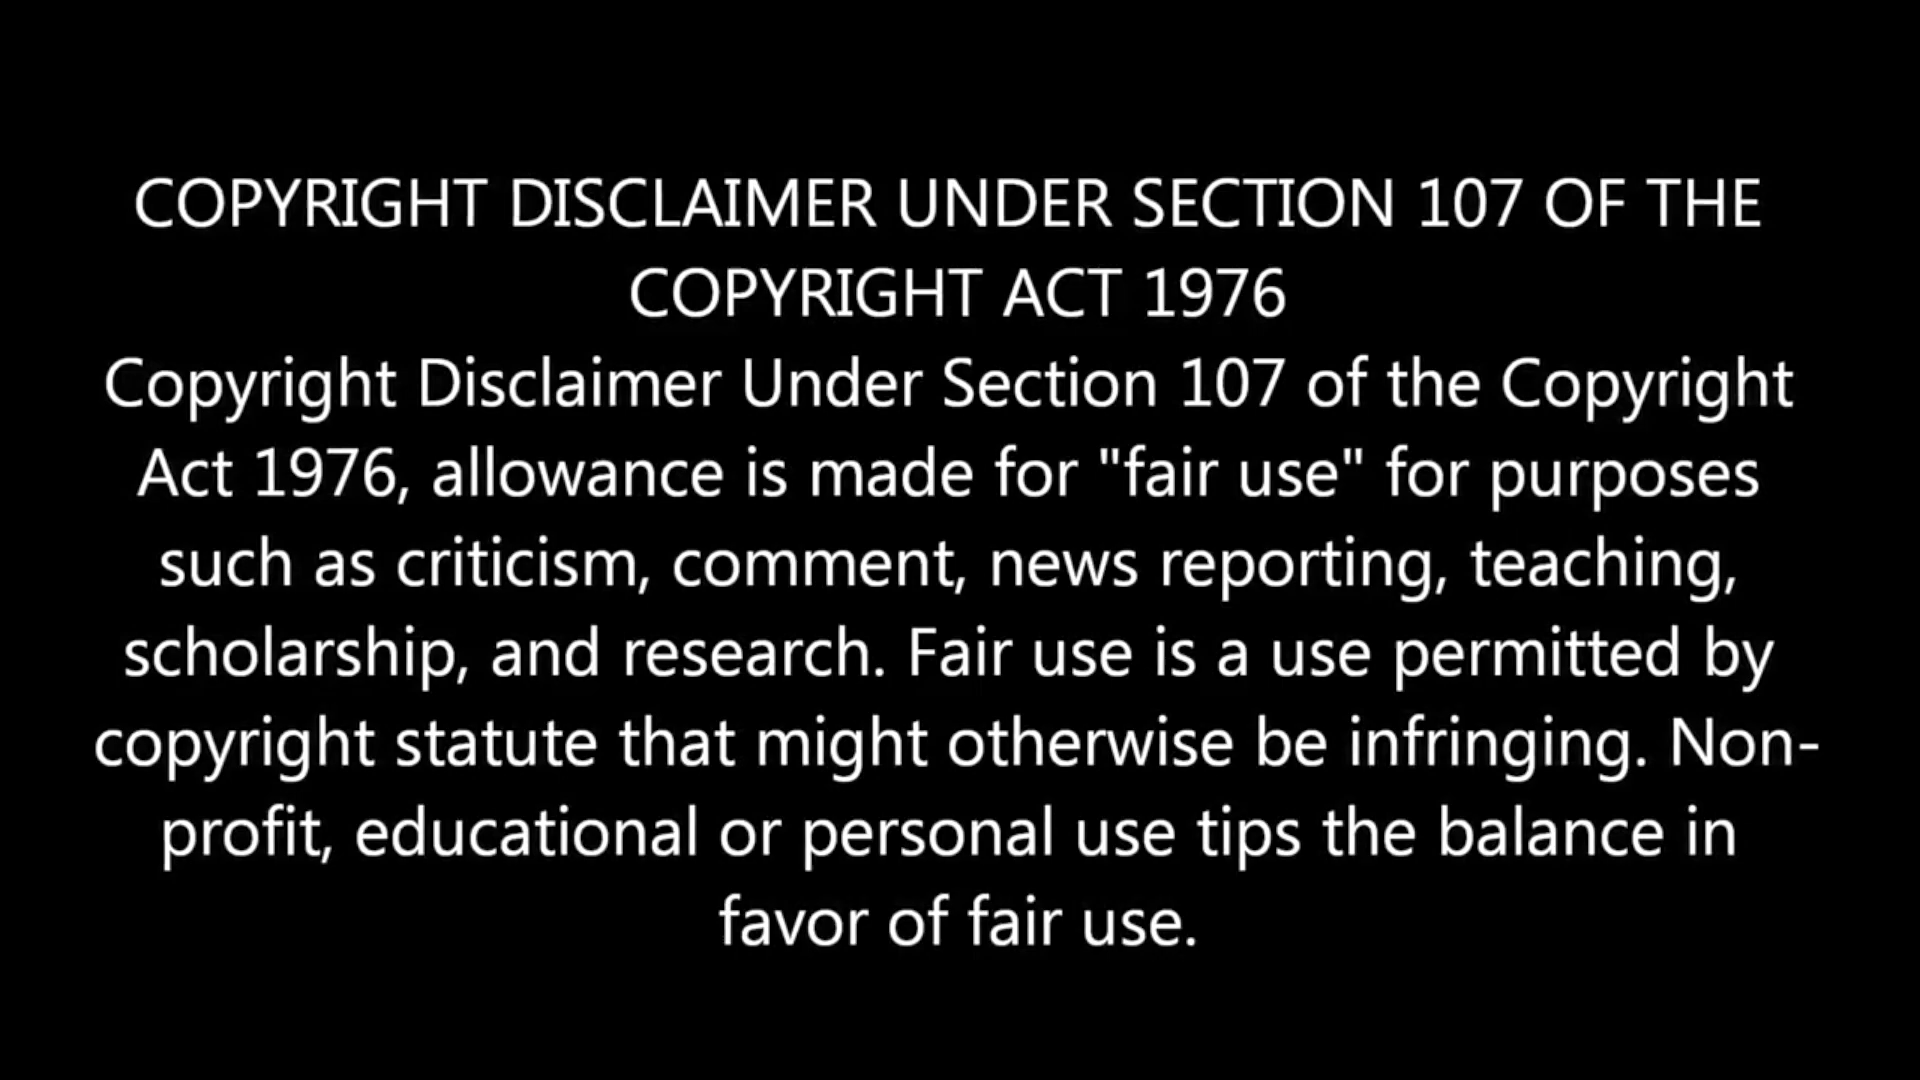 COPYRIGHT DISCLAIMER UNDER SECTION 107 OF THE
COPYRIGHT ACT 1976
Copyright Disclaimer Under Section 107 of the Copyright
Act 1976, allowance is made for "fair use" for purposes
such as criticism, comment, news reporting, teaching,
scholarship, and research. Fair use is a use permitted by
copyright statute that might otherwise be infringing. Non-
profit, educational or personal use tips the balance in
favor of fair use.